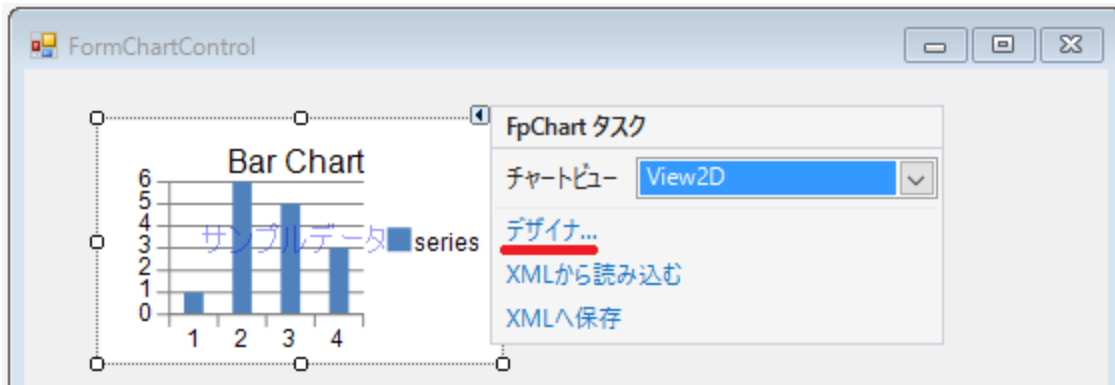 FormChartControl
FpChart タスク
チャートビュー View2D
デザイナ...
XMLから読み込む
XMLへ保存
Bar Chart
6
5
4
3
2
1
0
サンプルデータ
series
1 2 3 4